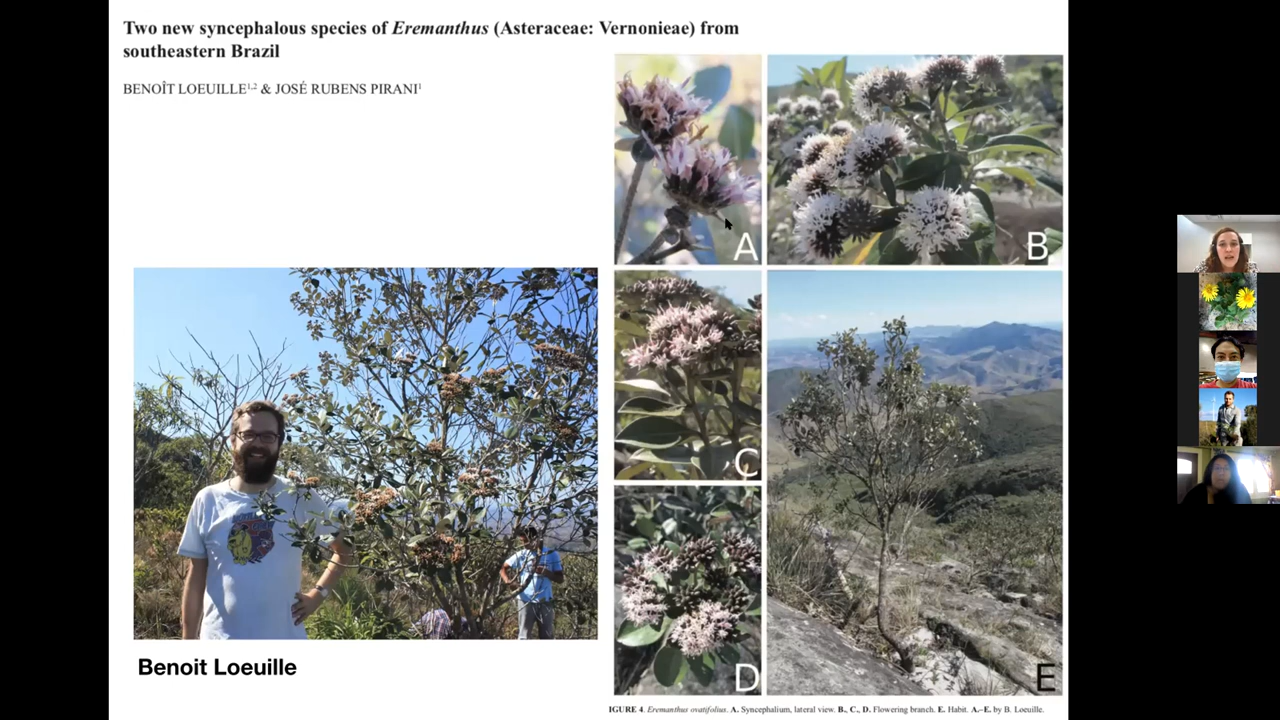 Two new syncephalous species of Eremanthus (Asteraceae: Vernonieae) from
southeastern Brazil
BENOÎT LOEUILLE1,2 & JOSÉ RUBENS PIRANI1
A
B
C
D
E
Benoit Loeuille
IGURE 4. Eremanthus ovatifolius. A. Syncephalium, lateral view. B., C., D. Flowering branch. E. Habit. A.–E. by B. Loeuille.